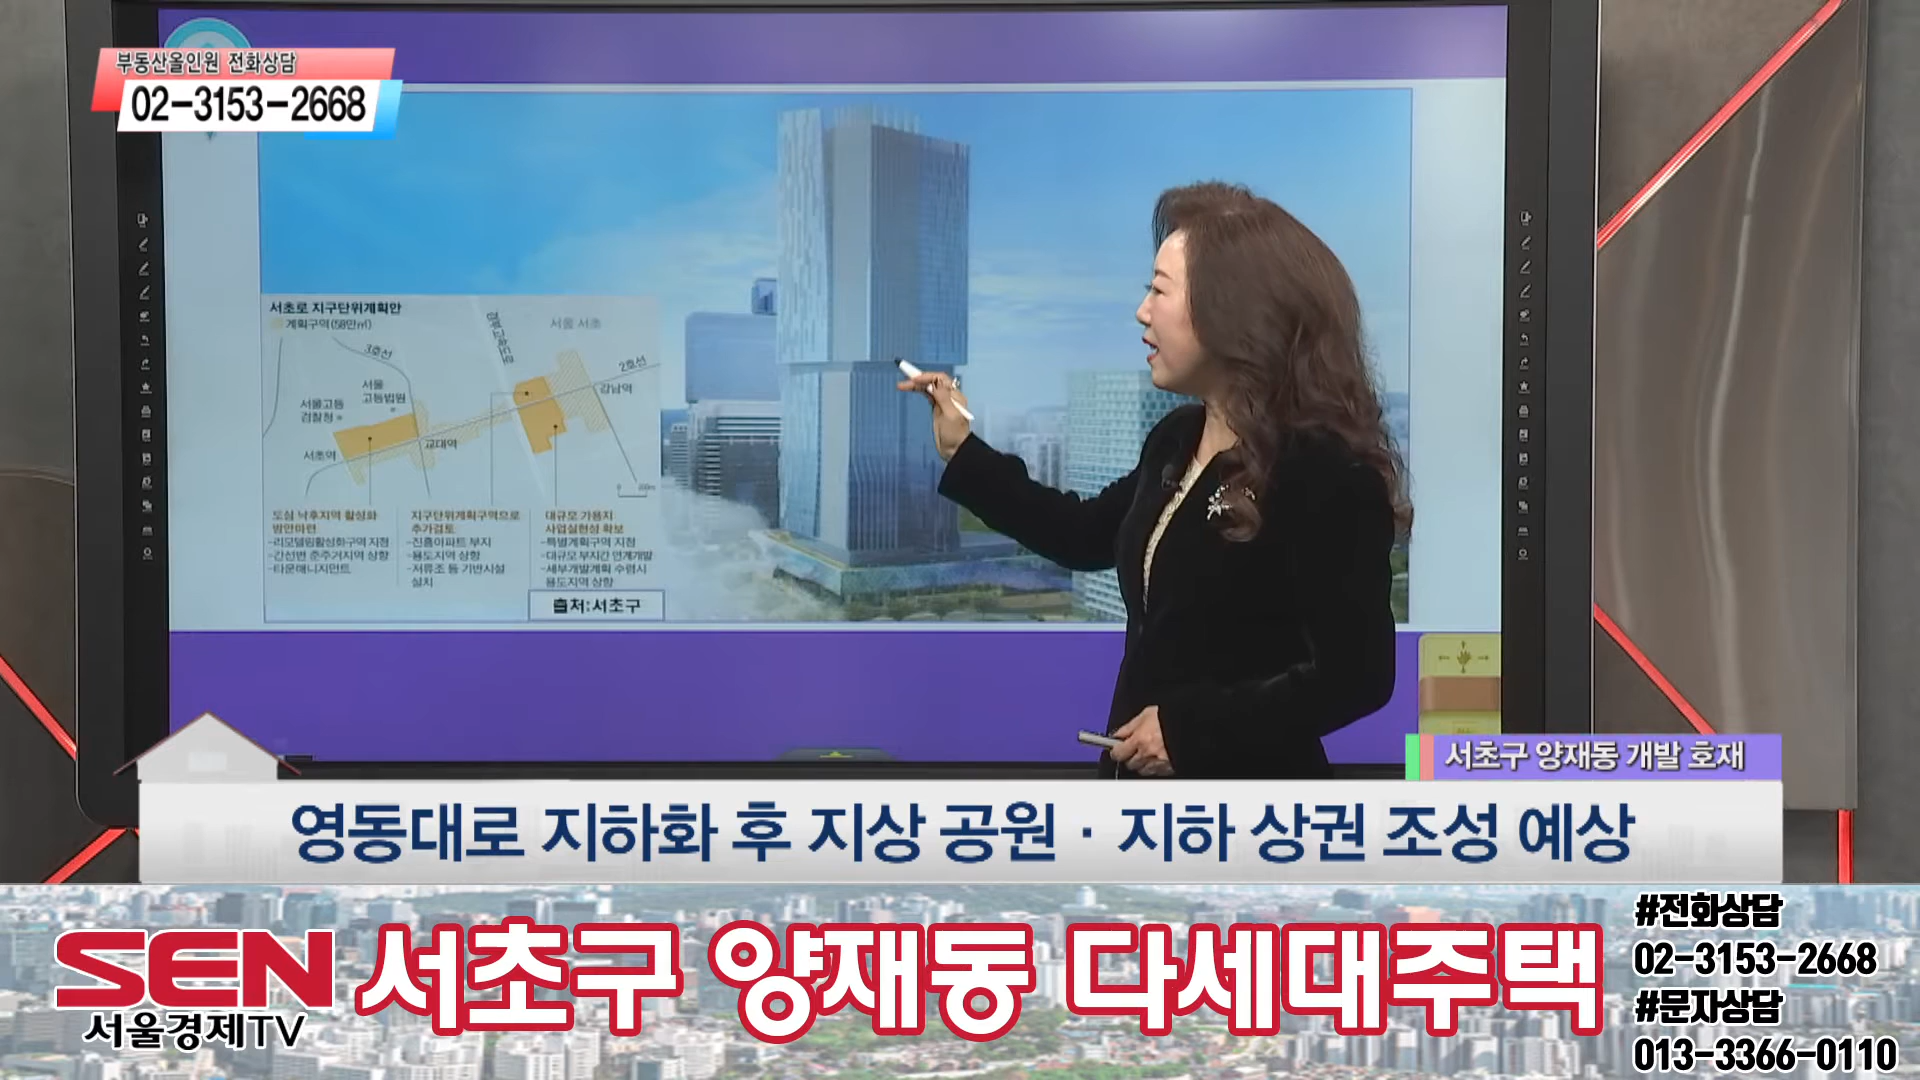 부동산올인원 전화상담
02-3153-2668
서초로 지구단위계획안
계획구역(58만㎡)
경부고속도로
서울 서초
3호선
2호선
강남역
서울
고등법원
서울고등
검찰청
교대역
서초역
0 200m
도심 낙후지역 활성화
방안마련
-리모델링활성화구역 지정
-간선변 준주거지역 상향
-타운매니지먼트
지구단위계획구역으로
추가검토
-진흥아파트 부지
-용도지역 상향
-저류조 등 기반시설
설치
대규모 가용지
사업실현성 확보
-특별계획구역 지정
-대규모 부지간 연계개발
-세부개발계획 수립시
용도지역 상향
출처:서초구
서초구 양재동 개발 호재
영동대로 지하화 후 지상 공원 · 지하 상권 조성 예상
SEN
서울경제TV
서초구 양재동 다세대주택
#전화상담
02-3153-2668
#문자상담
013-3366-0110